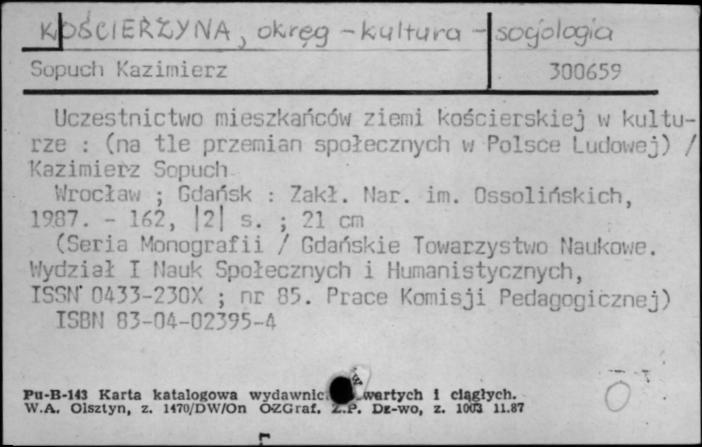 KOŚCIERZYNA, okręg - kultura - socjologia
Sopuch Kazimierz 300659
Uczestnictwo mieszkańców ziemi kościerskiej w kultu-
rze : (na tle przemian społecznych w Polsce Ludowej) /
Kazimierz Sopuch
Wrocław ; Gdańsk : Zakł. Nar. im. Ossolińskich,
1987. - 162, |2| s. ; 21 cm
(Seria Monografii / Gdańskie Towarzystwo Naukowe.
Wydział I Nauk Społecznych i Humanistycznych,
ISSN 0433-230X ; nr 85. Prace Komisji Pedagogicznej)
ISBN 83-04-02395-4
Pu-B-143 Karta katalogowa wydawnic wartych i ciągłych.
W.A. Olsztyn, z. 1470/DW/On OZGraf. Z.P. Dz-wo, z. 1003 11.87